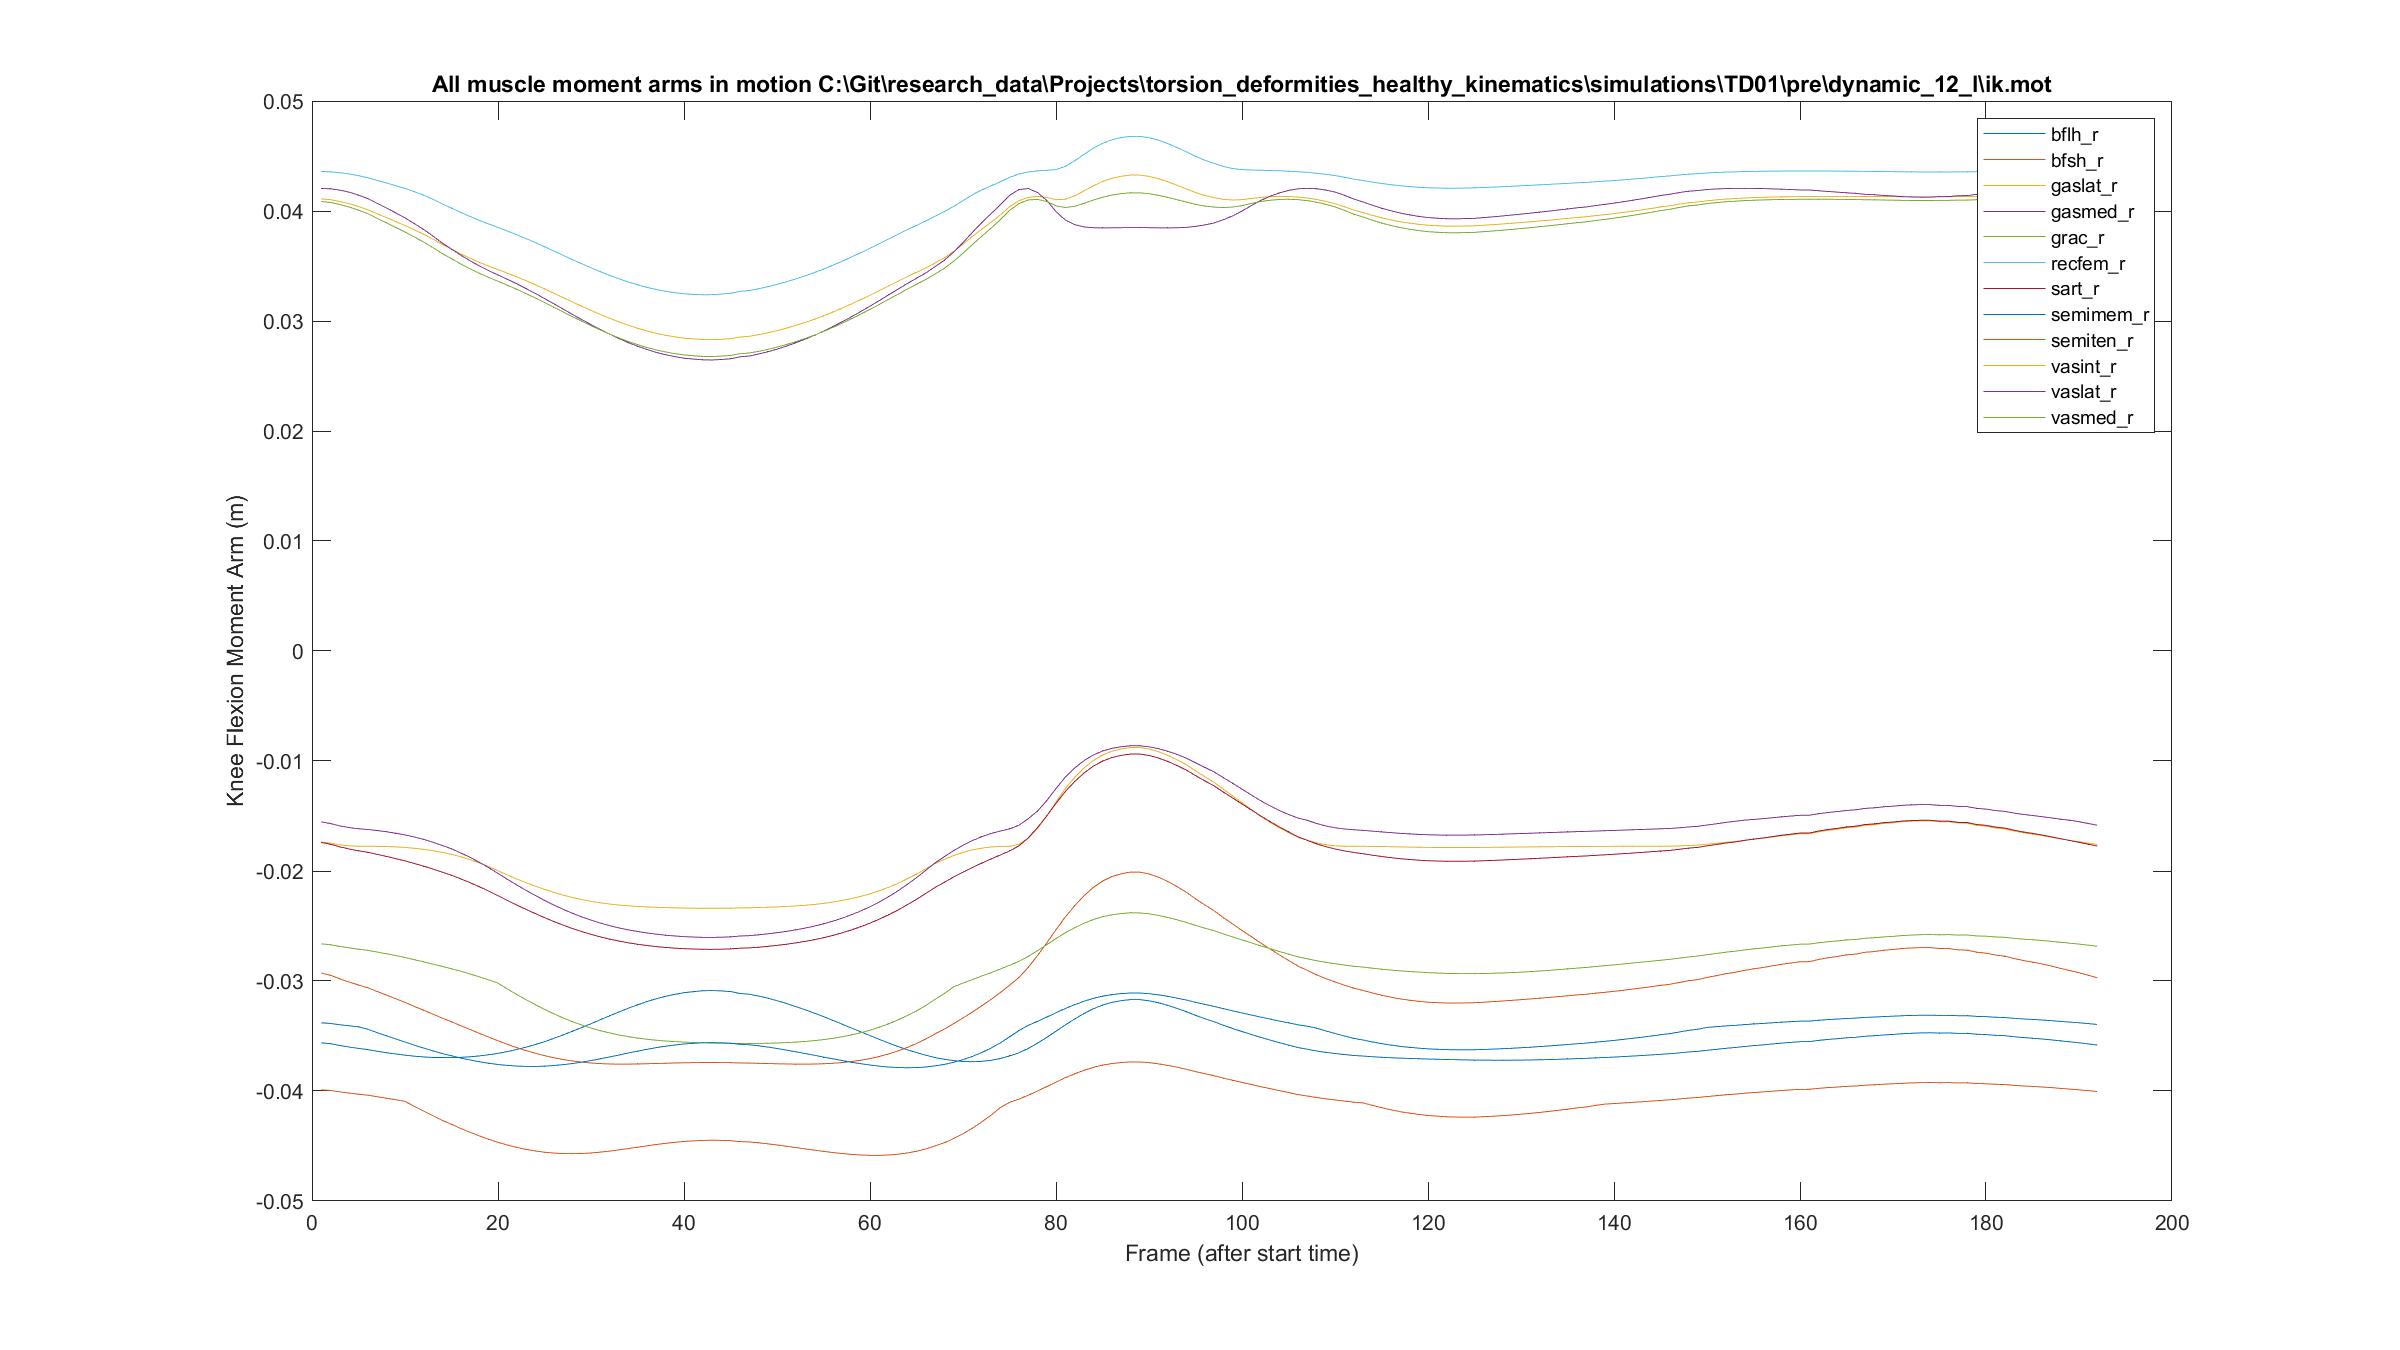 All muscle moment arms in motion C:\Git\research_data\Projects\torsion_deformities_healthy_kinematics\simulations\TD01\pre\dynamic_12_l\ik.mot
0.05
0.04
0.03
0.02
0.01
0
-0.01
-0.02
-0.03
-0.04
-0.05
Knee Flexion Moment Arm (m)
bflh_r
bfsh_r
gaslat_r
gasmed_r
grac_r
recfem_r
sart_r
semimem_r
semiten_r
vasint_r
vaslat_r
vasmed_r
0 20 40 60 80 100 120 140 160 180 200
Frame (after start time)